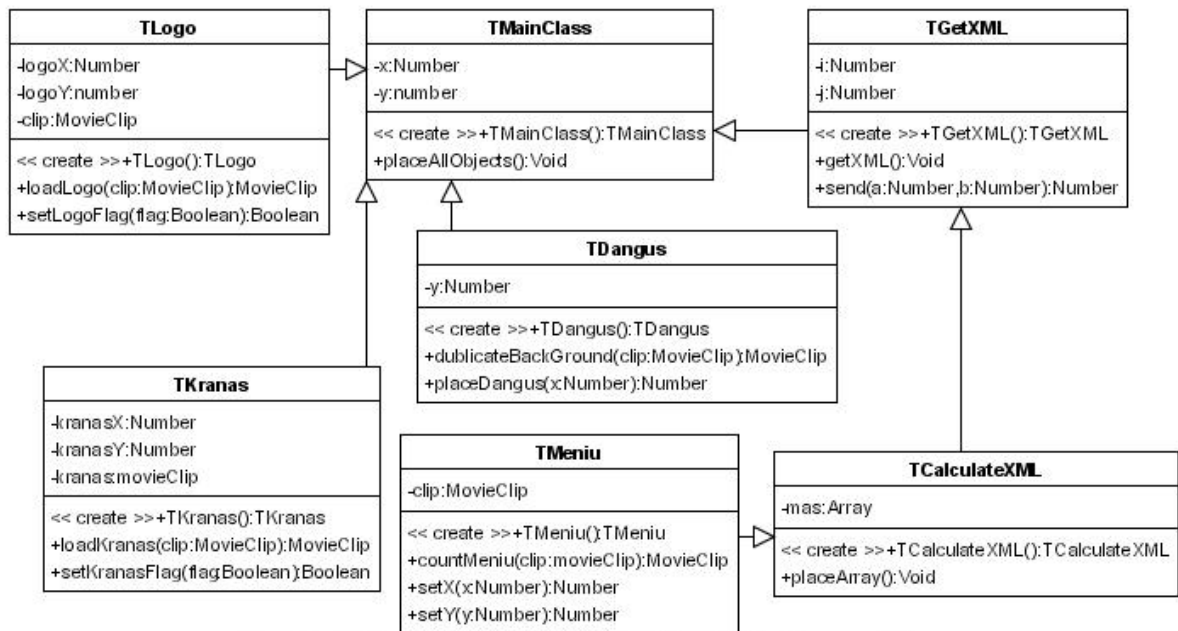 TLogo
-logoX:Number
-logoY:number
-clip:MovieClip
<< create >>+TLogo():TLogo
+loadLogo(clip:MovieClip):MovieClip
+setLogoFlag(flag:Boolean):Boolean
TMainClass
-x:Number
-y:number
<< create >>+TMainClass():TMainClass
+placeAllObjects():Void
TGetXML
-i:Number
-j:Number
<< create >>+TGetXML():TGetXML
+getXML():Void
+send(a:Number,b:Number):Number
TDangus
-y:Number
<< create >>+TDangus():TDangus
+dublicateBackGround(clip:MovieClip):MovieClip
+placeDangus(x:Number):Number
TKranas
-kranasX:Number
-kranasY:Number
-kranas:movieClip
<< create >>+TKranas():TKranas
+loadKranas(clip:MovieClip):MovieClip
+setKranasFlag(flag:Boolean):Boolean
TMeniu
-clip:MovieClip
<< create >>+TMeniu():TMeniu
+countMeniu(clip:movieClip):MovieClip
+setX(x:Number):Number
+setY(y:Number):Number
TCalculateXML
-mas:Array
<< create >>+TCalculateXML():TCalculateXML
+placeArray():Void